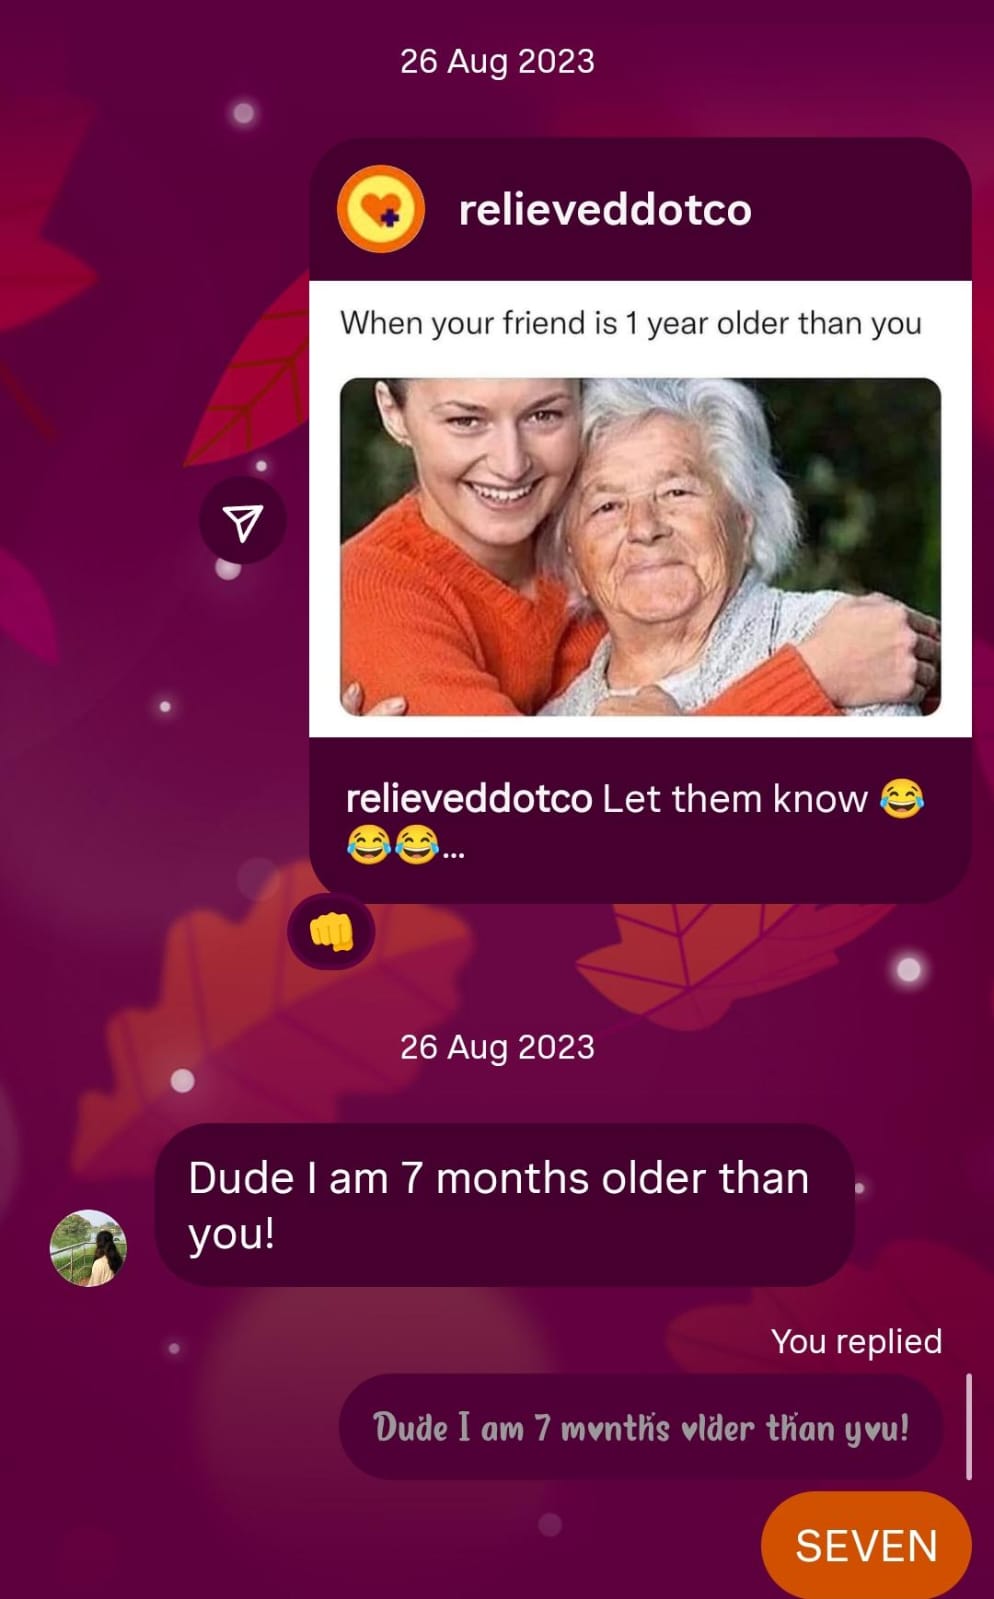 26 Aug 2023
relieveddotco
When your friend is 1 year older than you
relieveddotco Let them know 😂
😂😂...
26 Aug 2023
Dude I am 7 months older than
you!
You replied
Dude I am 7 months older than you!
SEVEN